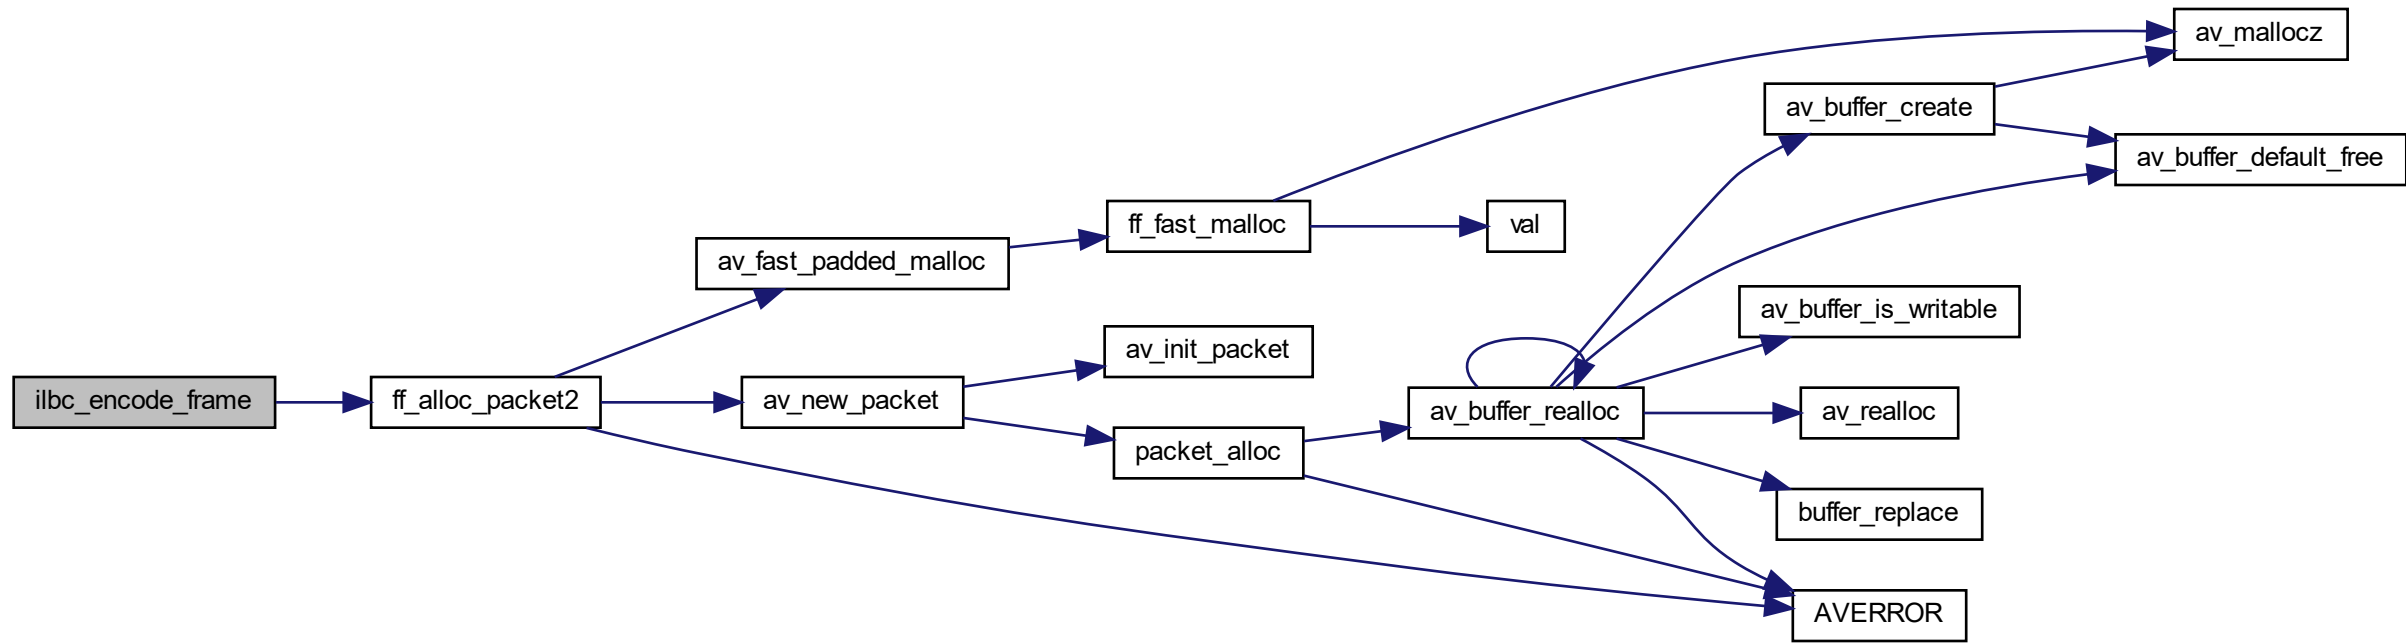 av_mallocz
av_buffer_create
av_buffer_default_free
ff_fast_malloc
val
av_fast_padded_malloc
av_buffer_is_writable
av_init_packet
ilbc_encode_frame
ff_alloc_packet2
av_new_packet
av_buffer_realloc
av_realloc
packet_alloc
buffer_replace
AVERROR